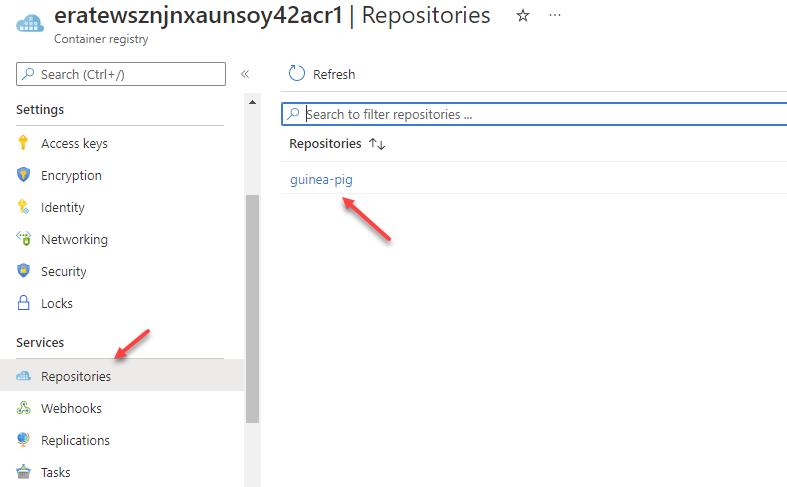 eratewsznjnxaunsoy42acr1 | Repositories ☆ ···
Container registry
Search (Ctrl+/) «
Settings
Access keys
Encryption
Identity
Networking
Security
Locks
Services
Repositories
Webhooks
Replications
Tasks
Refresh
Search to filter repositories ...
Repositories ↑↓
guinea-pig